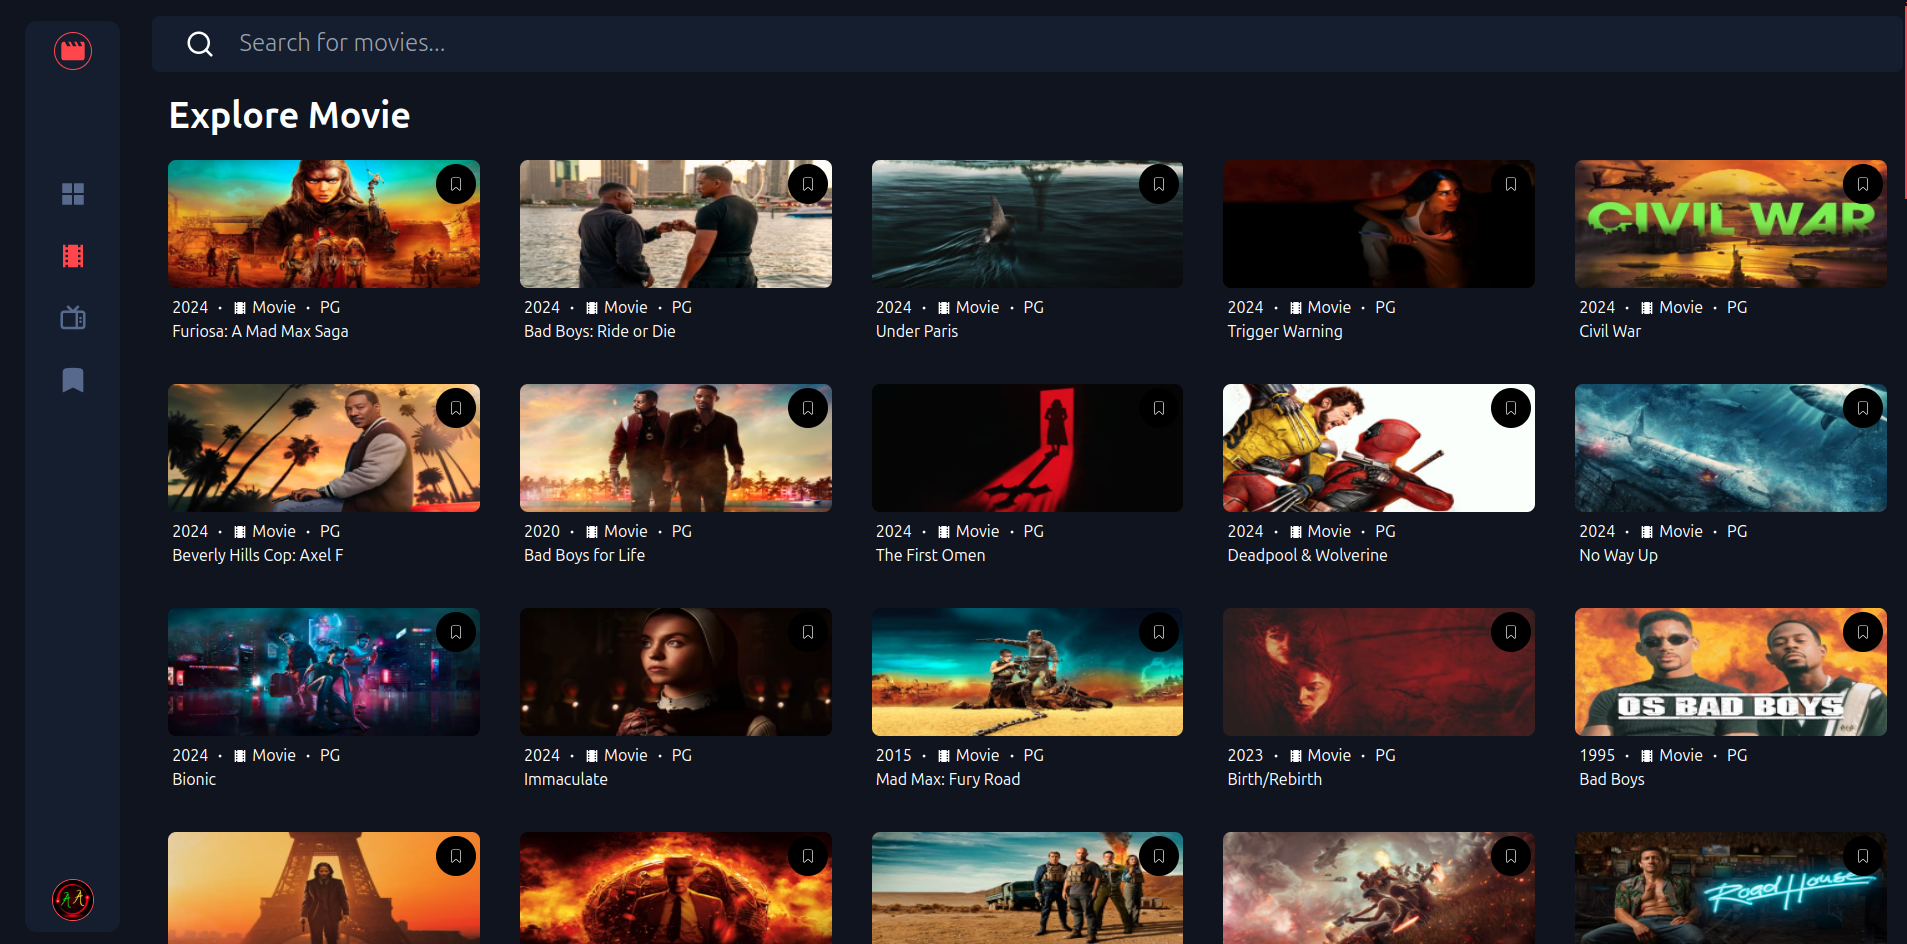 Search for movies...
Explore Movie
CIVIL WAR
2024 · Movie · PG
Furiosa: A Mad Max Saga
2024 · Movie · PG
Bad Boys: Ride or Die
2024 · Movie · PG
Under Paris
2024 · Movie · PG
Trigger Warning
2024 · Movie · PG
Civil War
2024 · Movie · PG
Beverly Hills Cop: Axel F
2020 · Movie · PG
Bad Boys for Life
2024 · Movie · PG
The First Omen
2024 · Movie · PG
Deadpool & Wolverine
2024 · Movie · PG
No Way Up
OS BAD BOYS
2024 · Movie · PG
Bionic
2024 · Movie · PG
Immaculate
2015 · Movie · PG
Mad Max: Fury Road
2023 · Movie · PG
Birth/Rebirth
1995 · Movie · PG
Bad Boys
Road House
AA